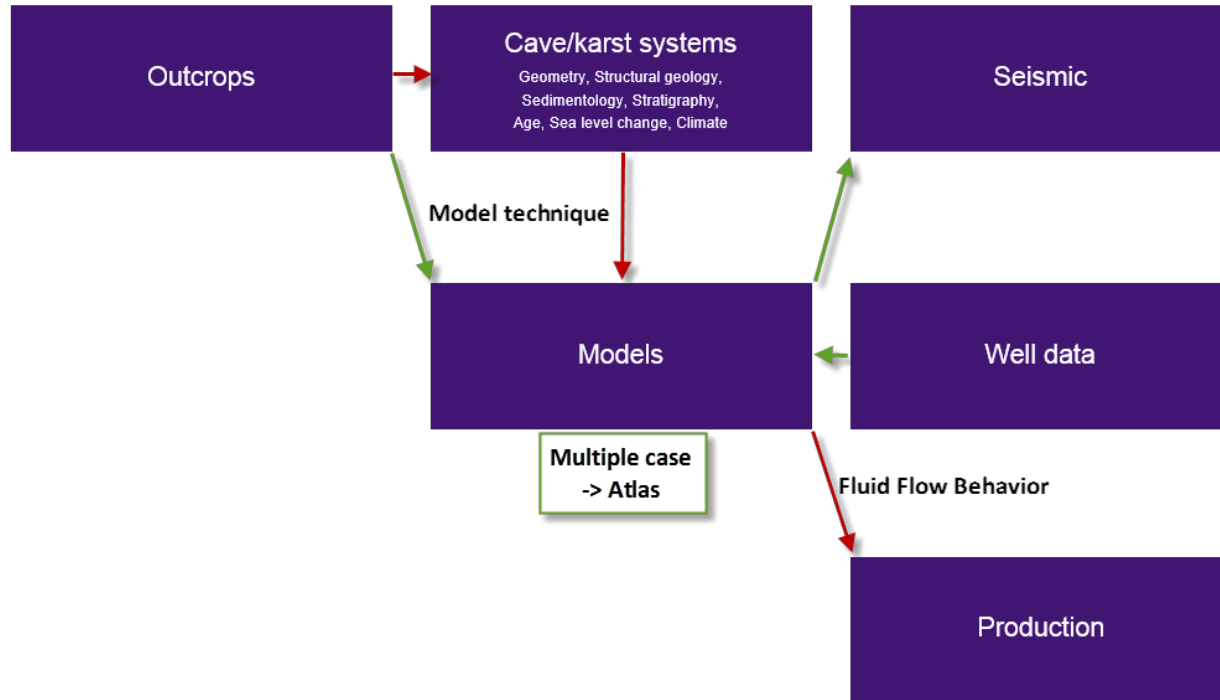 Outcrops
Cave/karst systems
Geometry, Structural geology,
Sedimentology, Stratigraphy,
Age, Sea level change, Climate
Seismic
Model technique
Models
Well data
Multiple case
-> Atlas
Fluid Flow Behavior
Production